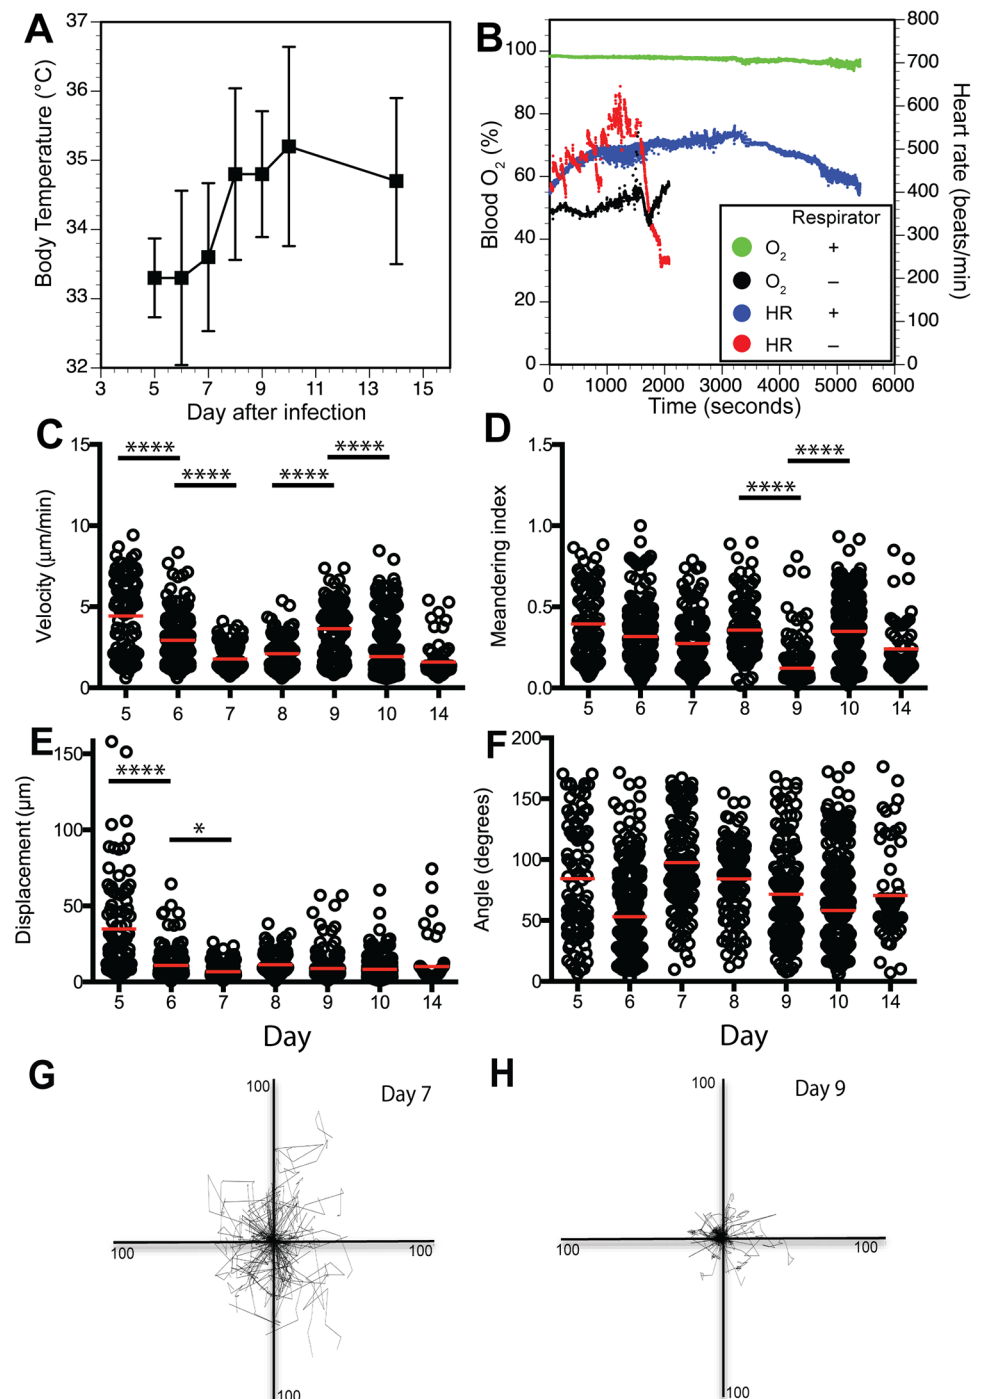 A
Body Temperature (°C)
37
36
35
34
33
32
3 5 7 9 11 13 15
Day after infection
B
Blood O2 (%)
100
80
60
40
20
0
0 1000 2000 3000 4000 5000 6000
Time (seconds)
800
700
600
500
400
300
200
100
0
Heart rate (beats/min)
Respirator
O2 +
O2 –
HR +
HR –
C
Velocity (µm/min)
15
10
5
0
**** **** **** ****
5 6 7 8 9 10 14
D
Meandering index
1.5
1.0
0.5
0.0
**** ****
5 6 7 8 9 10 14
E
Displacement (µm)
150
100
50
0
**** *
5 6 7 8 9 10 14
Day
F
Angle (degrees)
200
150
100
50
0
5 6 7 8 9 10 14
Day
G
Day 7
100
100 100
100
H
Day 9
100
100 100
100